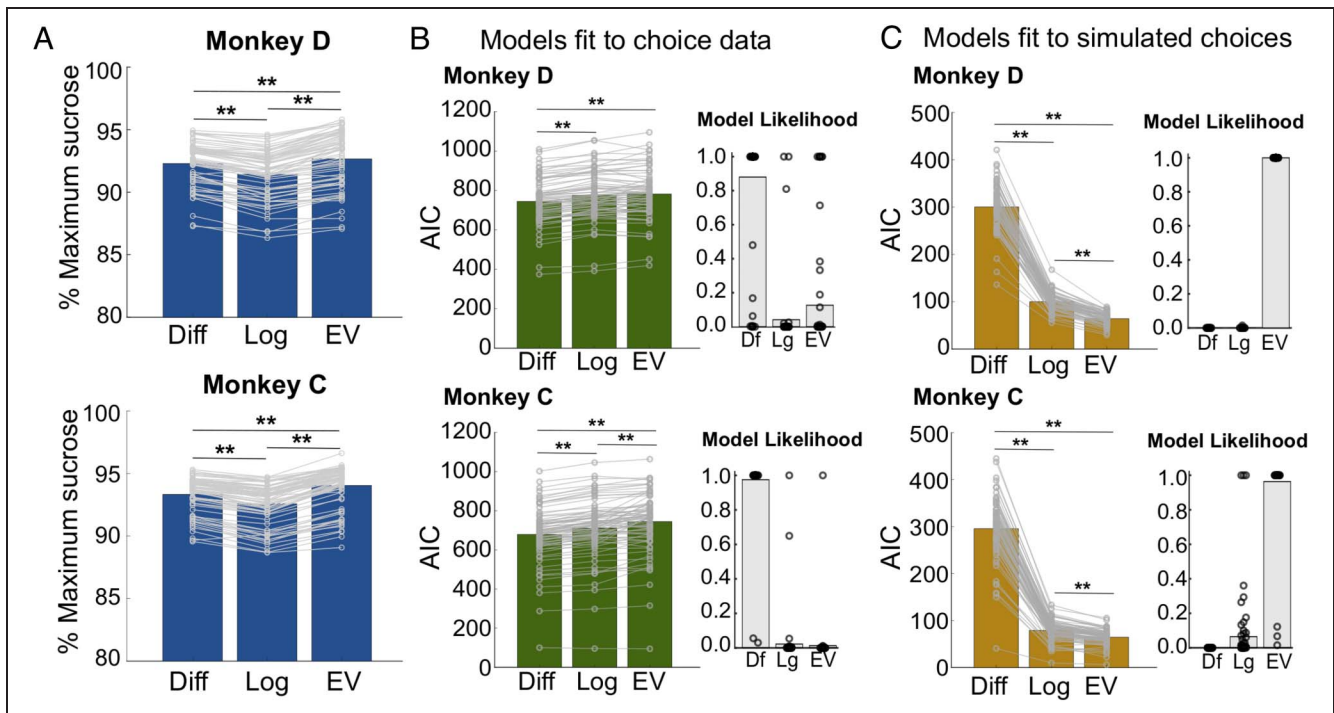 A
Monkey D
% Maximum sucrose
100
95
90
85
80
**
**
**
Diff Log EV
Monkey C
% Maximum sucrose
100
95
90
85
80
**
**
**
Diff Log EV
B Models fit to choice data
Monkey D
AIC
1200
1000
800
600
400
200
0
**
**
Diff Log EV
Model Likelihood
1.0
0.8
0.6
0.4
0.2
0.0
Df Lg EV
Monkey C
AIC
1200
1000
800
600
400
200
0
**
**
**
Diff Log EV
Model Likelihood
1.0
0.8
0.6
0.4
0.2
0.0
Df Lg EV
C Models fit to simulated choices
Monkey D
AIC
500
400
300
200
100
0
**
**
**
Diff Log EV
Model Likelihood
1.0
0.8
0.6
0.4
0.2
0.0
Df Lg EV
Monkey C
AIC
500
400
300
200
100
0
**
**
**
Diff Log EV
Model Likelihood
1.0
0.8
0.6
0.4
0.2
0.0
Df Lg EV